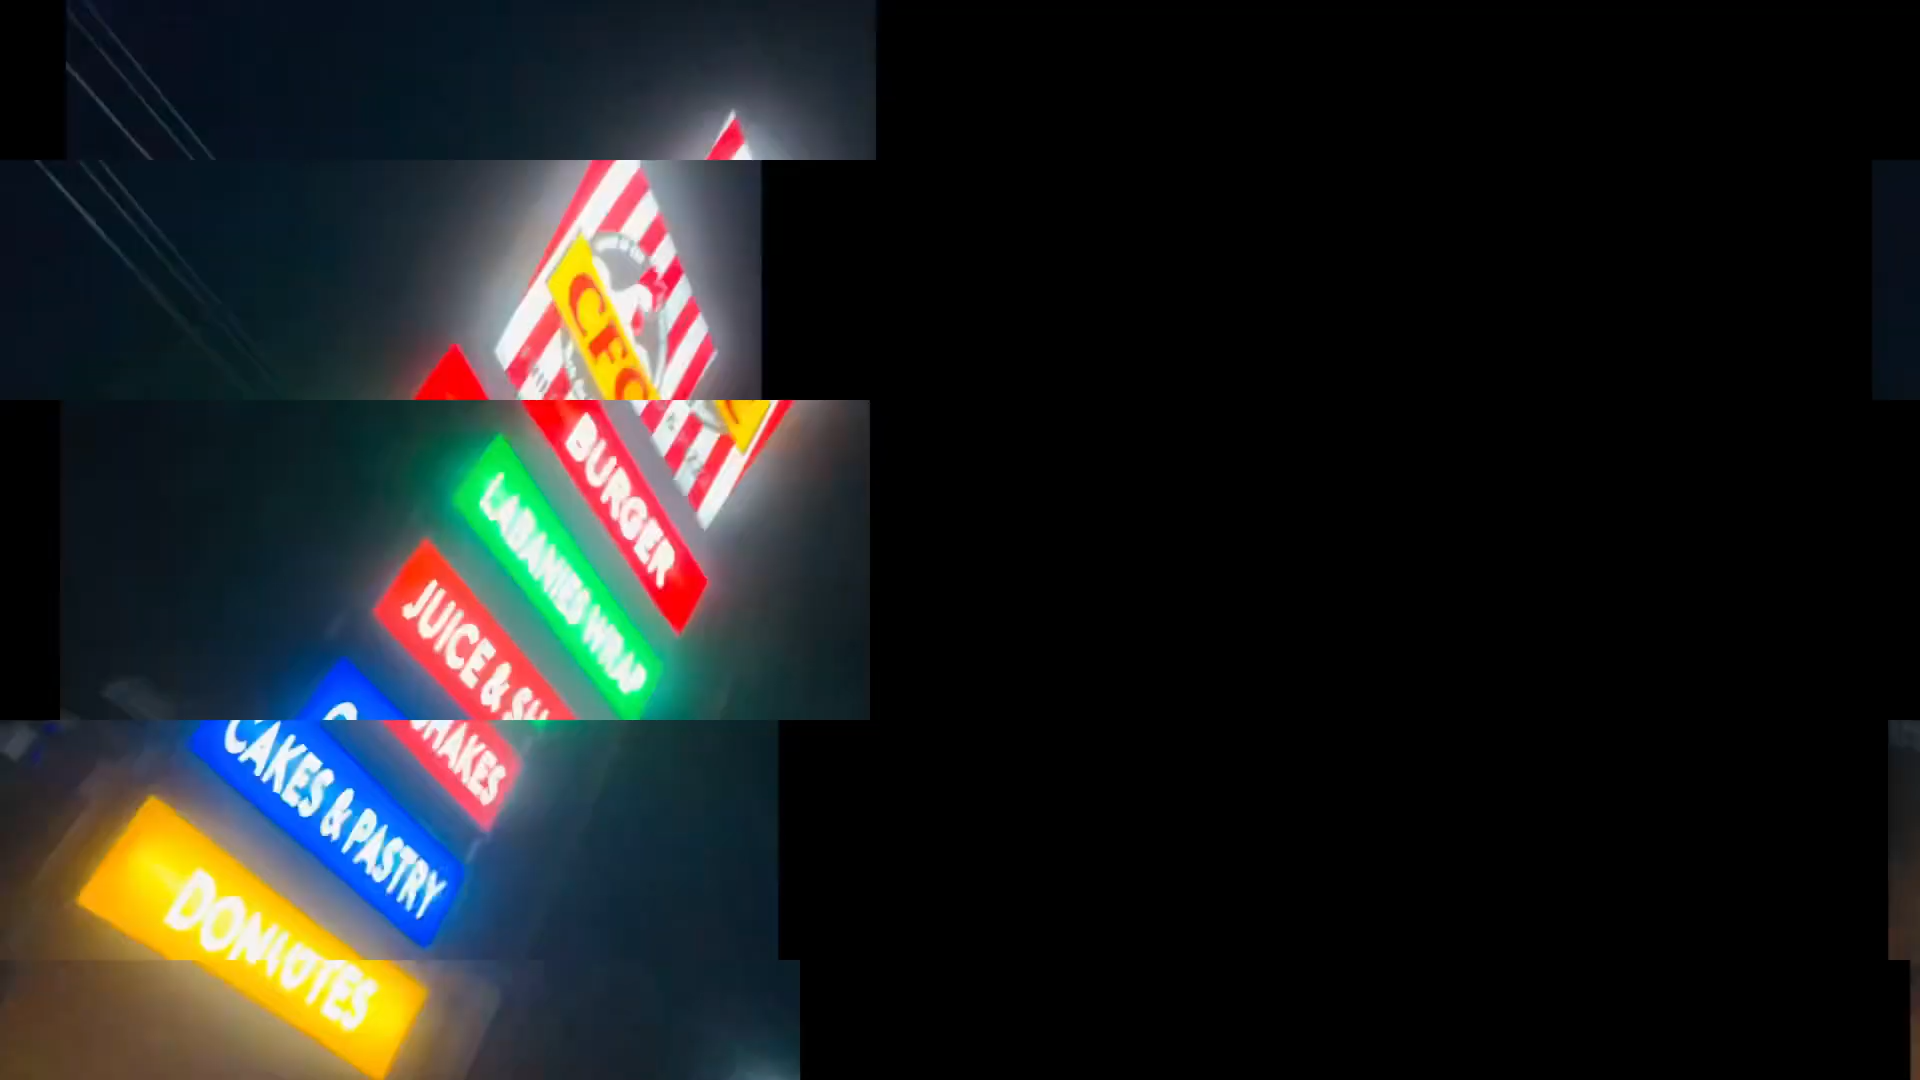 CFC
BURGER
LABANIES WRAP
JUICE & SHAKES
CAKES & PASTRY
DONUTES